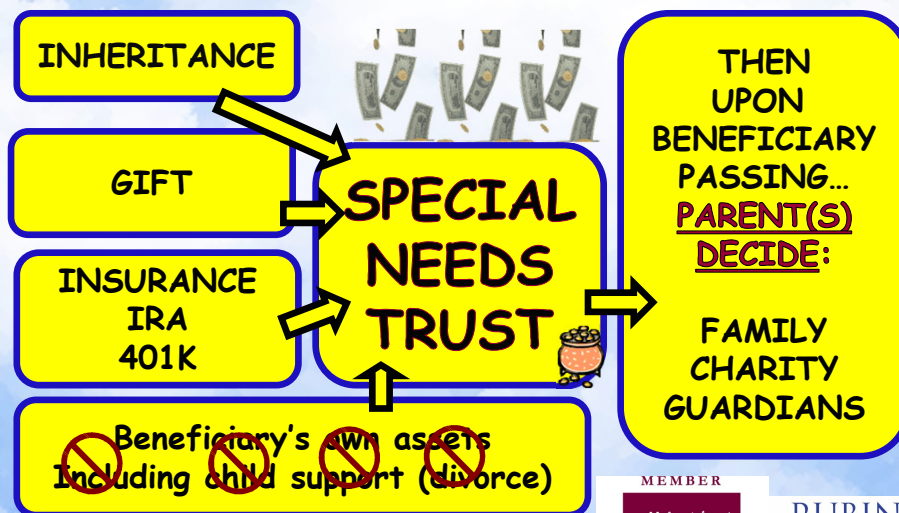 INHERITANCE
GIFT
INSURANCE
IRA
401K
Beneficiary's own assets
Including child support (divorce)
SPECIAL
NEEDS
TRUST
THEN
UPON
BENEFICIARY
PASSING…
PARENT(S)
DECIDE:
FAMILY
CHARITY
GUARDIANS
MEMBER